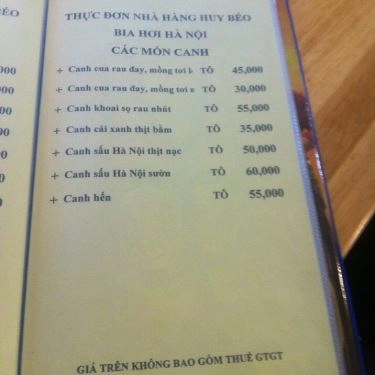 THỰC ĐƠN NHÀ HÀNG HUY BÉO
BIA HƠI HÀ NỘI
CÁC MÓN CANH
+ Canh cua rau đay, mồng tơi TÔ 45,000
+ Canh cua rau đay, mồng tơi TÔ 30,000
+ Canh khoai sọ rau nhút TÔ 55,000
+ Canh cải xanh thịt bằm TÔ 35,000
+ Canh sấu Hà Nội thịt nạc TÔ 50,000
+ Canh sấu Hà Nội sườn TÔ 60,000
+ Canh hến TÔ 55,000
GIÁ TRÊN KHÔNG BAO GỒM THUẾ GTGT